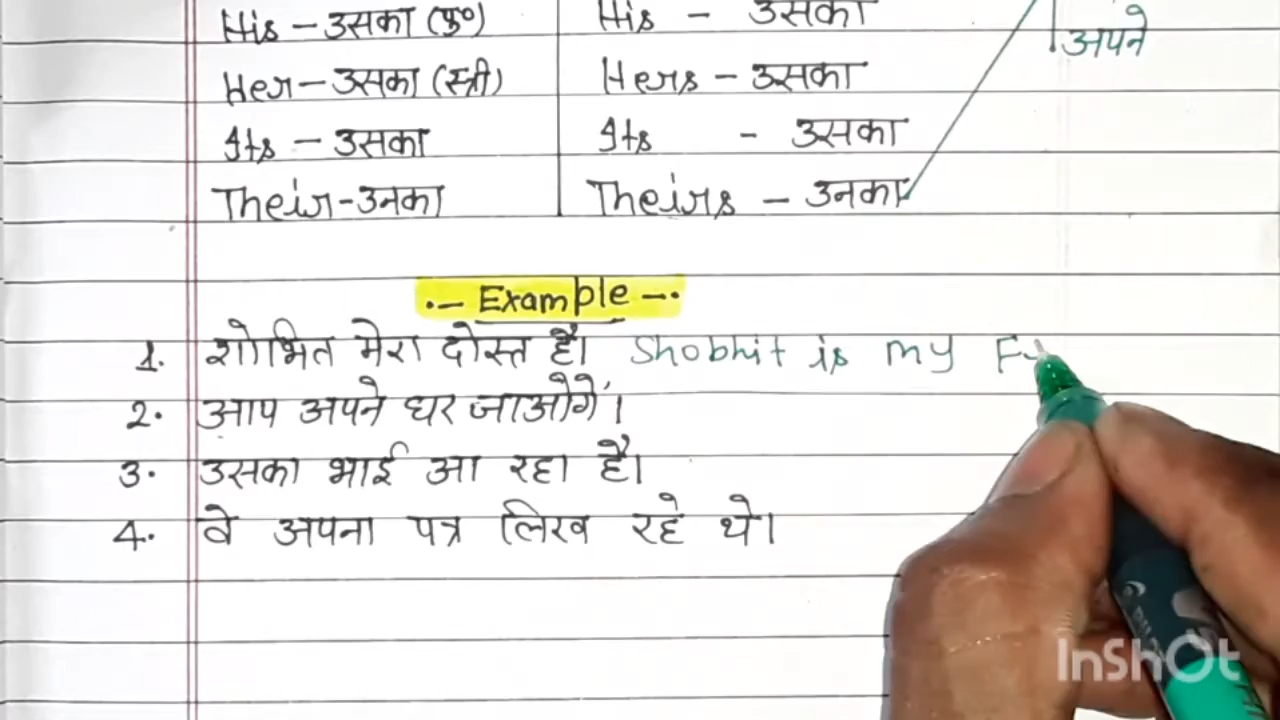 His - उसका (पु०) His - उसका
अपने
Her - उसका (स्त्री) Hers - उसका
Its - उसका Its - उसका
Their - उनका Theirs - उनका
.- Example -.
1. शोभित मेरा दोस्त है। Shobhit is my Fr
2. आप अपने घर जाओगें।
3. उसका भाई आ रहा है।
4. वे अपना पत्र लिख रहे थे।
InShOt